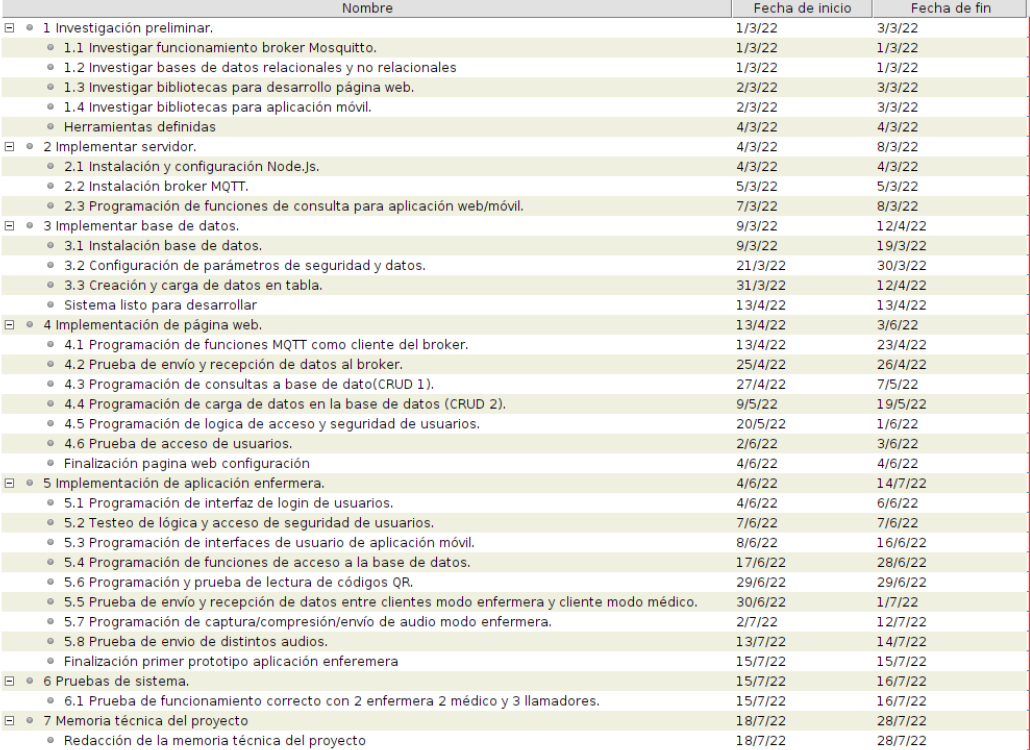 Nombre Fecha de inicio Fecha de fin
1 Investigación preliminar. 1/3/22 3/3/22
1.1 Investigar funcionamiento broker Mosquitto. 1/3/22 1/3/22
1.2 Investigar bases de datos relacionales y no relacionales 1/3/22 1/3/22
1.3 Investigar bibliotecas para desarrollo página web. 2/3/22 3/3/22
1.4 Investigar bibliotecas para aplicación móvil. 2/3/22 3/3/22
Herramientas definidas 4/3/22 4/3/22
2 Implementar servidor. 4/3/22 8/3/22
2.1 Instalación y configuración Node.Js. 4/3/22 4/3/22
2.2 Instalación broker MQTT. 5/3/22 5/3/22
2.3 Programación de funciones de consulta para aplicación web/móvil. 7/3/22 8/3/22
3 Implementar base de datos. 9/3/22 12/4/22
3.1 Instalación base de datos. 9/3/22 19/3/22
3.2 Configuración de parámetros de seguridad y datos. 21/3/22 30/3/22
3.3 Creación y carga de datos en tabla. 31/3/22 12/4/22
Sistema listo para desarrollar 13/4/22 13/4/22
4 Implementación de página web. 13/4/22 3/6/22
4.1 Programación de funciones MQTT como cliente del broker. 13/4/22 23/4/22
4.2 Prueba de envío y recepción de datos al broker. 25/4/22 26/4/22
4.3 Programación de consultas a base de dato(CRUD 1). 27/4/22 7/5/22
4.4 Programación de carga de datos en la base de datos (CRUD 2). 9/5/22 19/5/22
4.5 Programación de logica de acceso y seguridad de usuarios. 20/5/22 1/6/22
4.6 Prueba de acceso de usuarios. 2/6/22 3/6/22
Finalización pagina web configuración 4/6/22 4/6/22
5 Implementación de aplicación enfermera. 4/6/22 14/7/22
5.1 Programación de interfaz de login de usuarios. 4/6/22 6/6/22
5.2 Testeo de lógica y acceso de seguridad de usuarios. 7/6/22 7/6/22
5.3 Programación de interfaces de usuario de aplicación móvil. 8/6/22 16/6/22
5.4 Programación de funciones de acceso a la base de datos. 17/6/22 28/6/22
5.6 Programación y prueba de lectura de códigos QR. 29/6/22 29/6/22
5.5 Prueba de envío y recepción de datos entre clientes modo enfermera y cliente modo médico. 30/6/22 1/7/22
5.7 Programación de captura/compresión/envío de audio modo enfermera. 2/7/22 12/7/22
5.8 Prueba de envio de distintos audios. 13/7/22 14/7/22
Finalización primer prototipo aplicación enferemera 15/7/22 15/7/22
6 Pruebas de sistema. 15/7/22 16/7/22
6.1 Prueba de funcionamiento correcto con 2 enfermera 2 médico y 3 llamadores. 15/7/22 16/7/22
7 Memoria técnica del proyecto 18/7/22 28/7/22
Redacción de la memoria técnica del proyecto 18/7/22 28/7/22